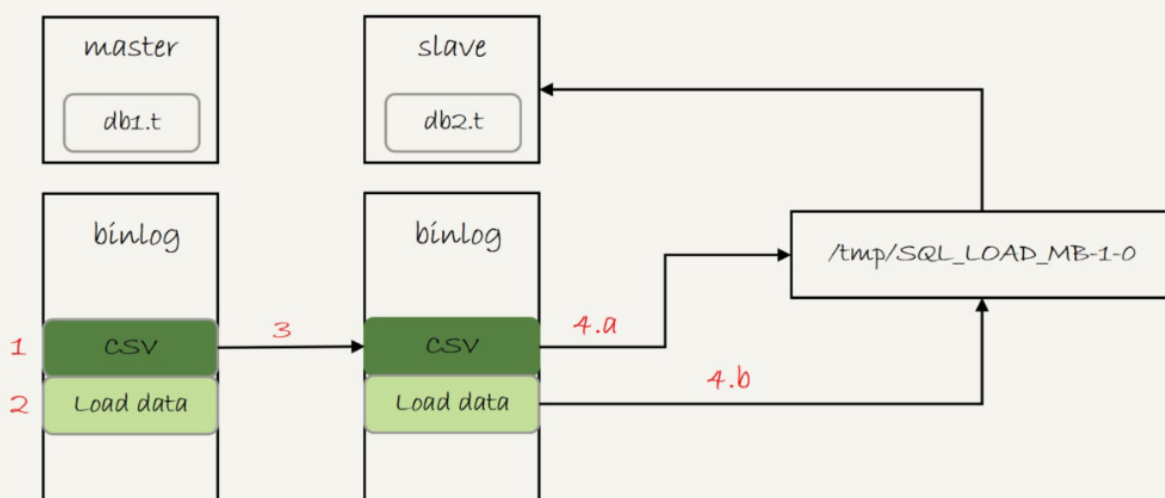 master
db1.t
slave
db2.t
binlog
binlog
/tmp/SQL_LOAD_MB-1-0
1
CSV
3
CSV
4.a
2
Load data
Load data
4.b